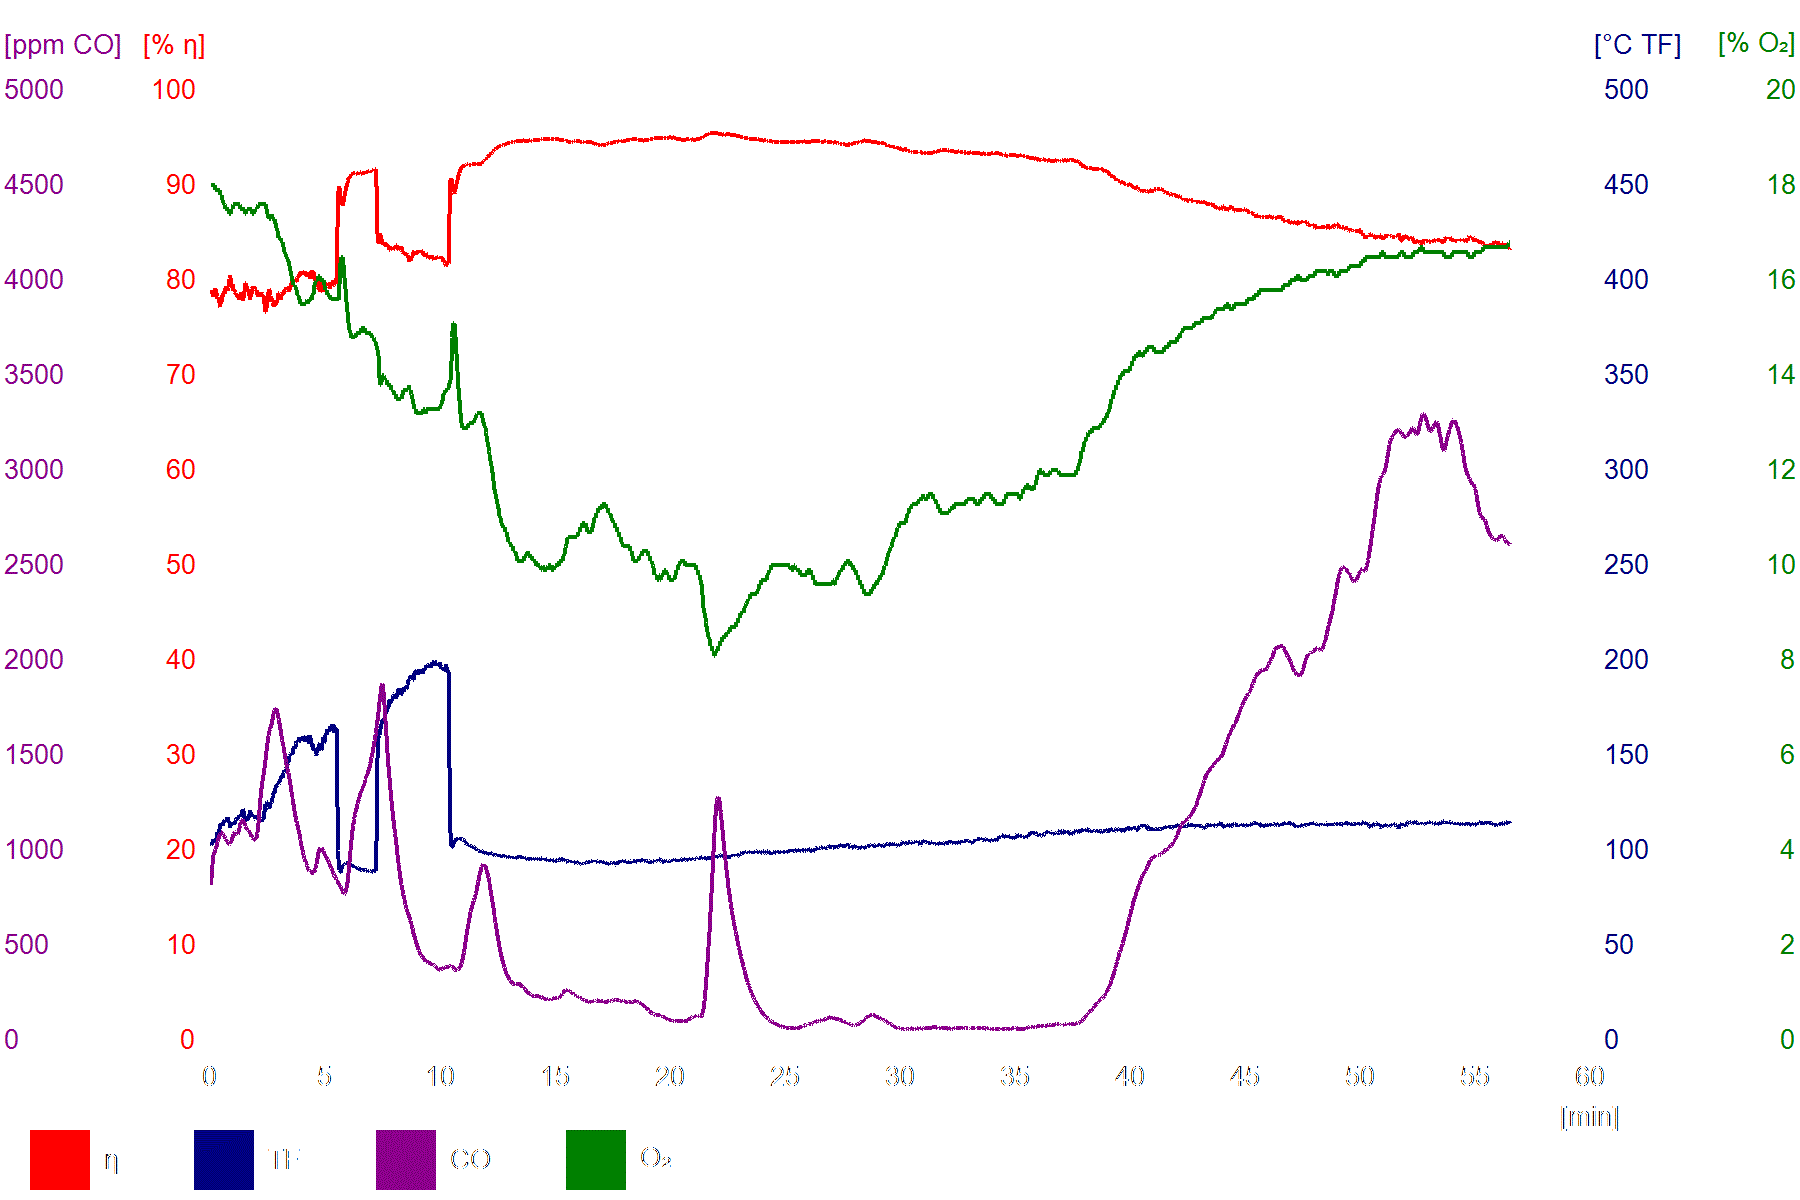 [ppm CO] [% η] [°C TF] [% O₂]
5000 100 500 20
4500 90 450 18
4000 80 400 16
3500 70 350 14
3000 60 300 12
2500 50 250 10
2000 40 200 8
1500 30 150 6
1000 20 100 4
500 10 50 2
0 0 0 0
0 5 10 15 20 25 30 35 40 45 50 55 60
[min]
η TF CO O₂